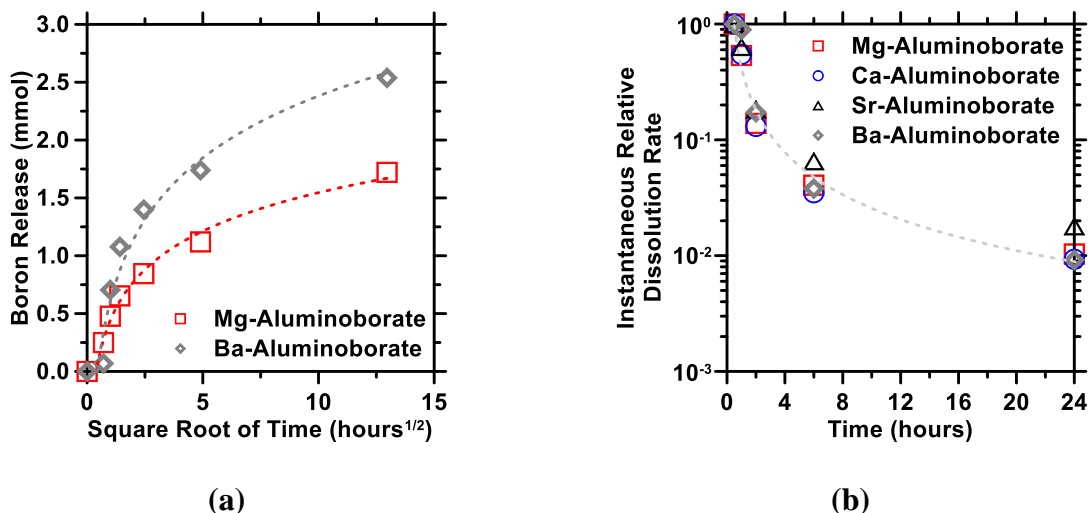 3.0
2.5
2.0
1.5
1.0
0.5
0.0
Boron Release (mmol)
Mg-Aluminoborate
Ba-Aluminoborate
0 5 10 15
Square Root of Time (hours1/2)
(a)
100
10-1
10-2
10-3
Instantaneous Relative
Dissolution Rate
Mg-Aluminoborate
Ca-Aluminoborate
Sr-Aluminoborate
Ba-Aluminoborate
0 4 8 12 16 20 24
Time (hours)
(b)